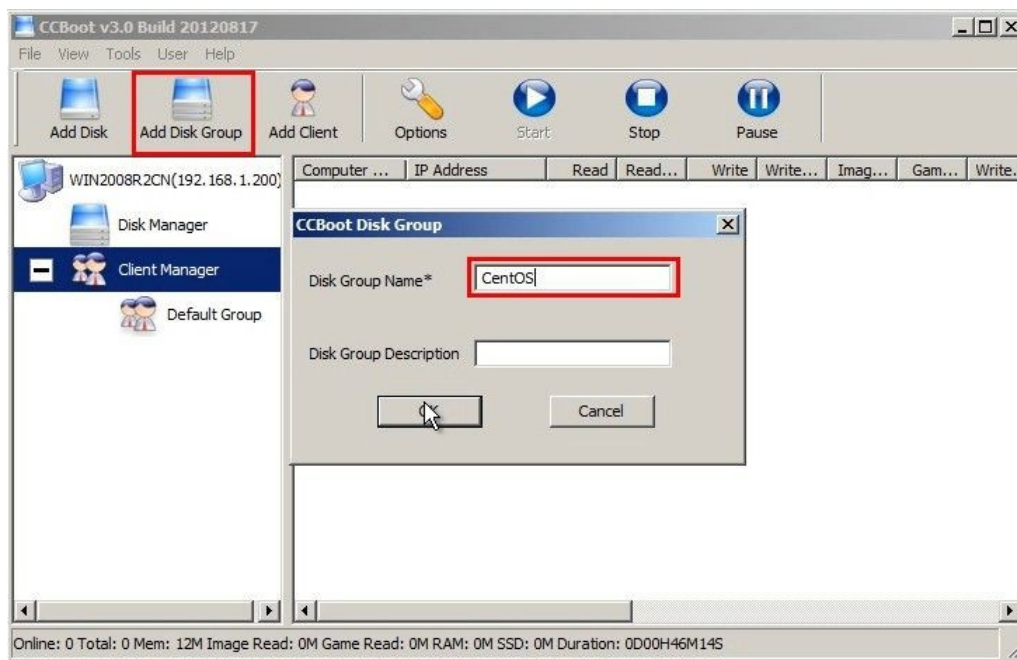 CCBoot v3.0 Build 20120817
File View Tools User Help
Add Disk Add Disk Group Add Client Options Start Stop Pause
WIN2008R2CN(192.168.1.200)
Computer ... IP Address Read Read... Write Write... Imag... Gam... Write.
Disk Manager
Client Manager
Default Group
CCBoot Disk Group
Disk Group Name* CentOS
Disk Group Description
Cancel
Online: 0 Total: 0 Mem: 12M Image Read: 0M Game Read: 0M RAM: 0M SSD: 0M Duration: 0D00H46M14S